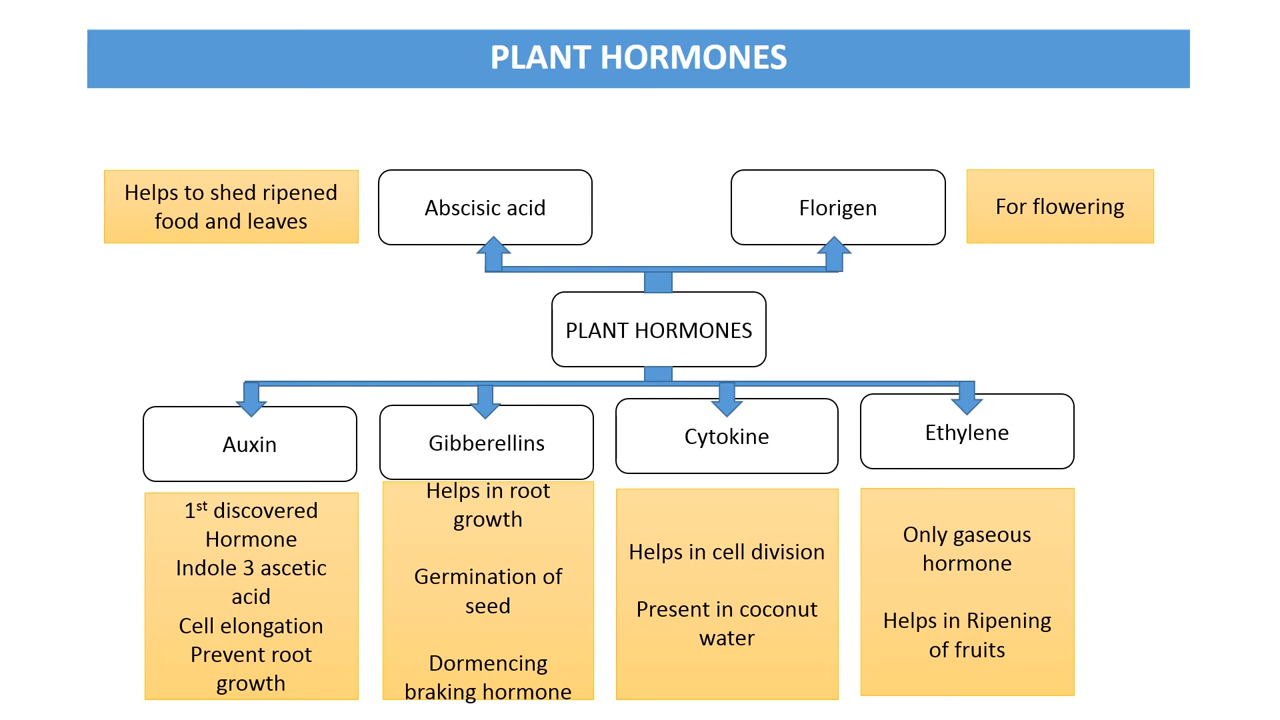 PLANT HORMONES
Helps to shed ripened
food and leaves
Abscisic acid
Florigen
For flowering
PLANT HORMONES
Auxin
Gibberellins
Cytokine
Ethylene
1st discovered
Hormone
Indole 3 ascetic
acid
Cell elongation
Prevent root
growth
Helps in root
growth
Germination of
seed
Dormencing
braking hormone
Helps in cell division
Present in coconut
water
Only gaseous
hormone
Helps in Ripening
of fruits